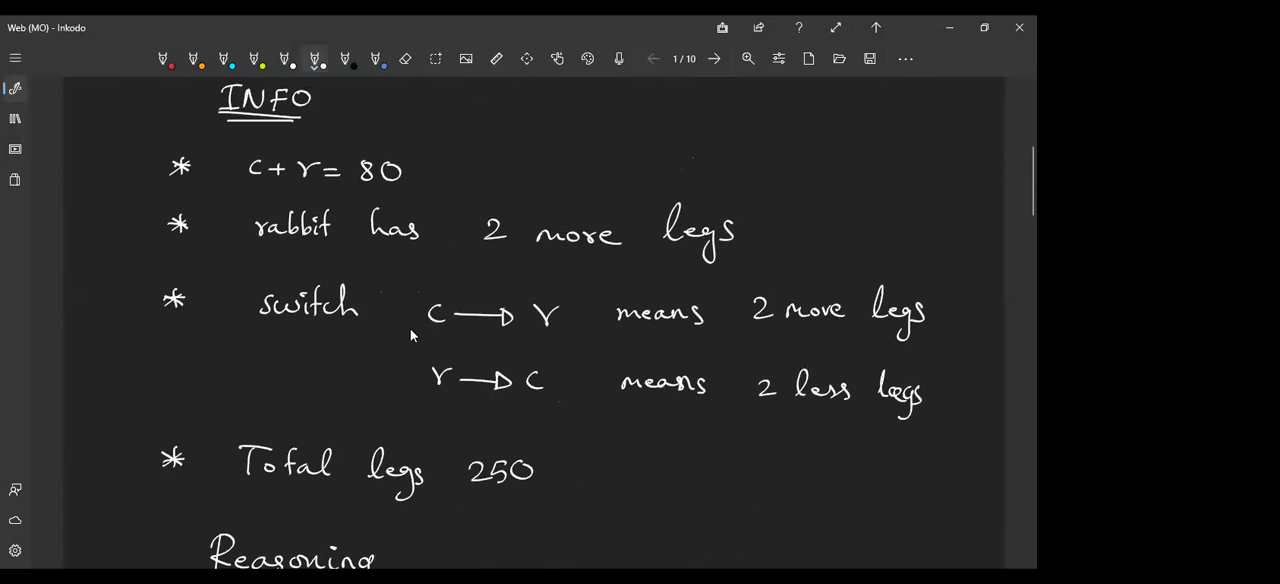 Web (MO) - Inkodo
1 / 10
INFO
* c + r = 80
* rabbit has 2 more legs
* switch c → r means 2 more legs
r → c means 2 less legs
* Total legs 250
Reasoning